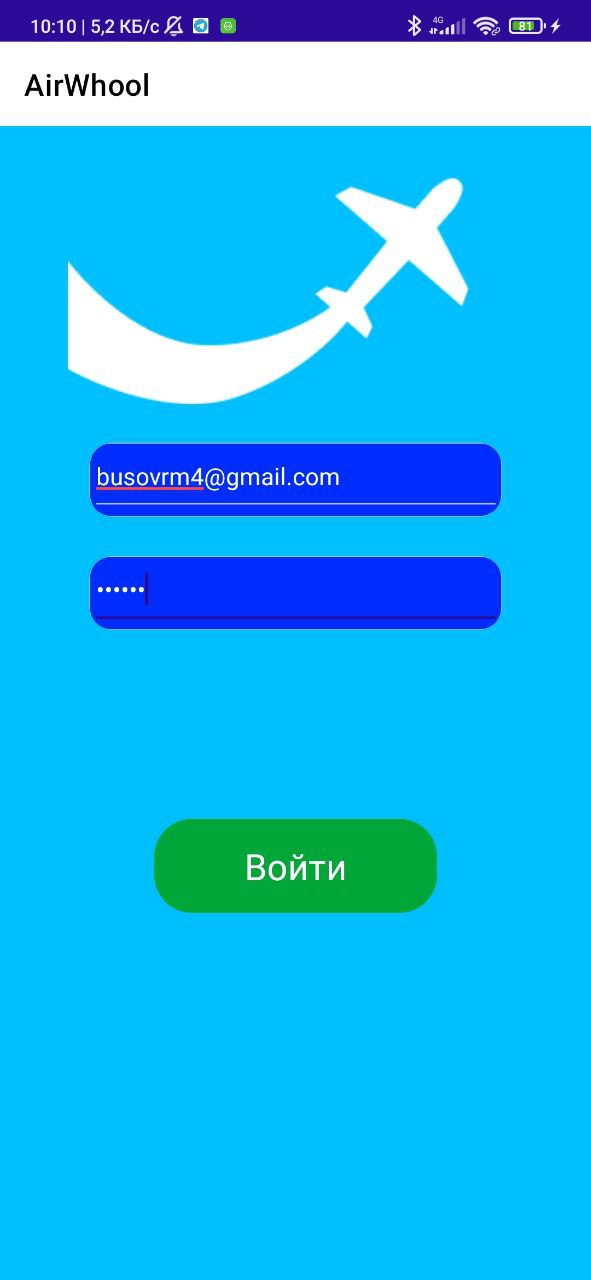 10:10 | 5,2 КБ/с 4G 81
AirWhool
busovrm4@gmail.com
••••••
Войти